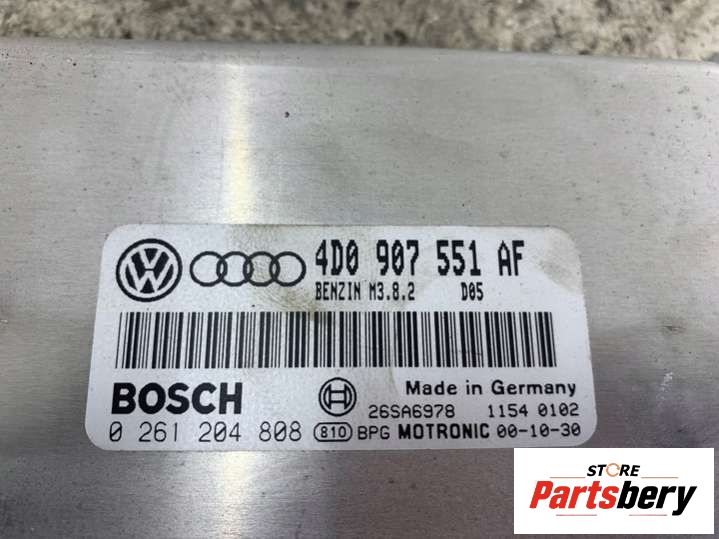 4D0 907 551 AF
BENZIN M3.8.2 D05
BOSCH
Made in Germany
26SA6978 1154 0102
0 261 204 808 810 BPG MOTRONIC 00-10-30
STORE
Partsbery